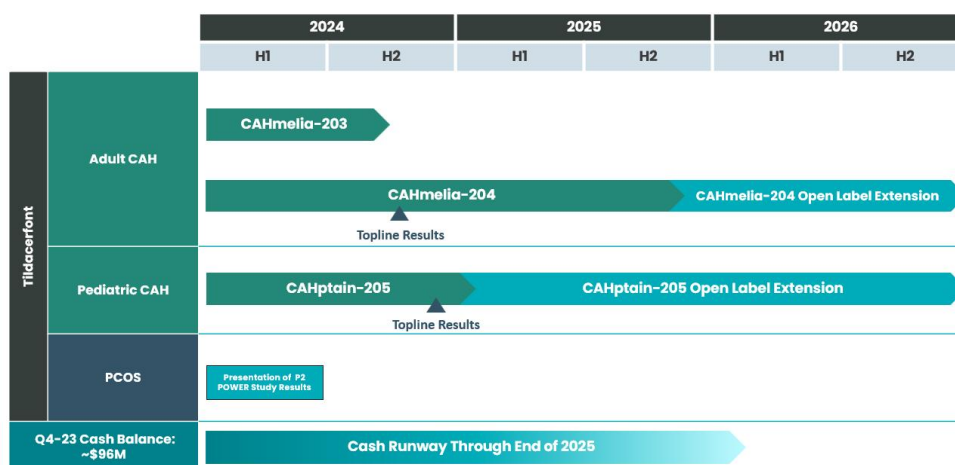 2024
2025
2026
H1
H2
H1
H2
H1
H2
Tildacerfont
Adult CAH
CAHmelia-203
CAHmelia-204
CAHmelia-204 Open Label Extension
Topline Results
Pediatric CAH
CAHptain-205
CAHptain-205 Open Label Extension
Topline Results
PCOS
Presentation of P2
POWER Study Results
Q4-23 Cash Balance:
~$96M
Cash Runway Through End of 2025